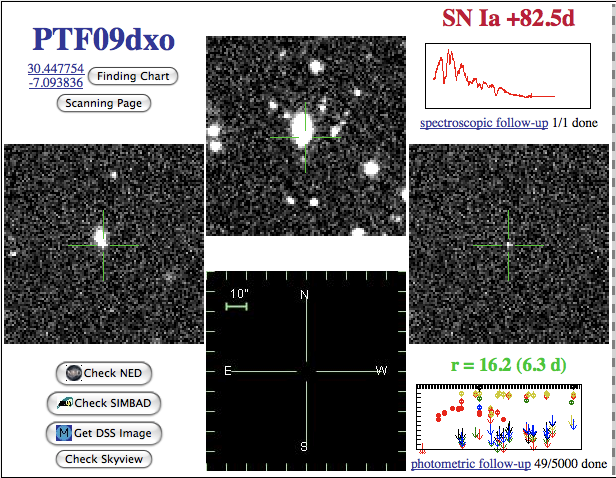 PTF09dxo
30.447754
-7.093836
Finding Chart
Scanning Page
SN Ia +82.5d
spectroscopic follow-up 1/1 done
10"
N
E
W
S
Check NED
Check SIMBAD
Get DSS Image
Check Skyview
r = 16.2 (6.3 d)
photometric follow-up 49/5000 done